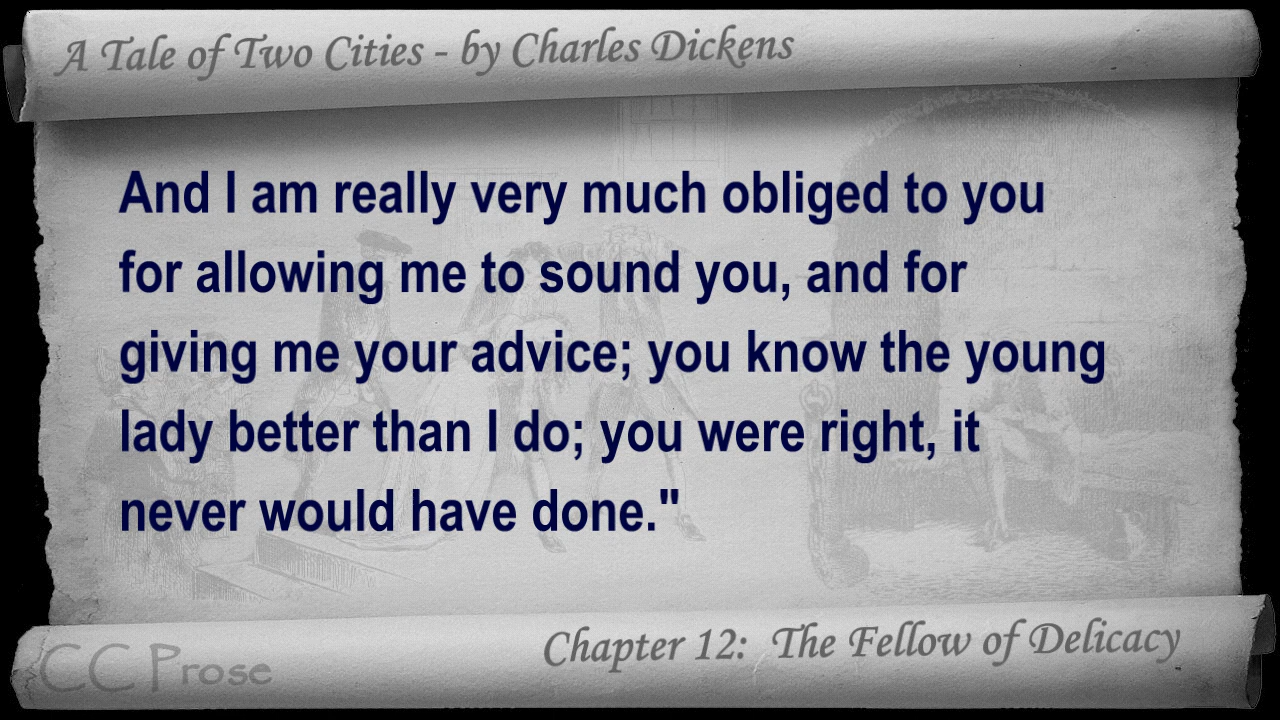 A Tale of Two Cities - by Charles Dickens
And I am really very much obliged to you
for allowing me to sound you, and for
giving me your advice; you know the young
lady better than I do; you were right, it
never would have done."
Chapter 12: The Fellow of Delicacy
CC Prose